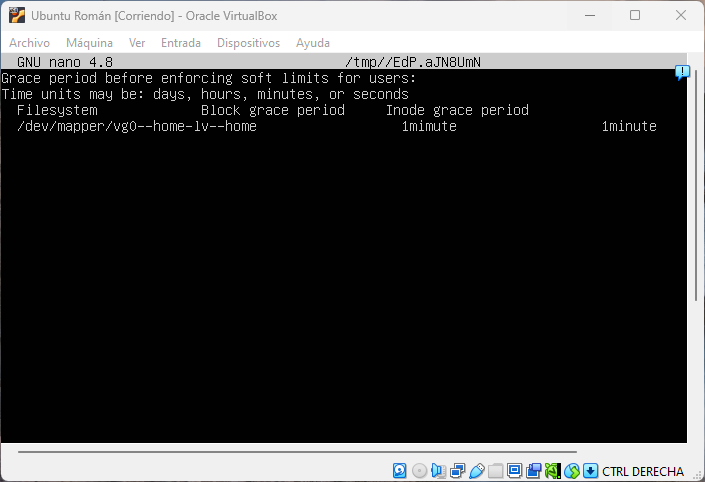 Ubuntu Román [Corriendo] - Oracle VirtualBox
Archivo Máquina Ver Entrada Dispositivos Ayuda
GNU nano 4.8 /tmp//EdP.aJN8UmN
Grace period before enforcing soft limits for users:
Time units may be: days, hours, minutes, or seconds
Filesystem Block grace period Inode grace period
/dev/mapper/vg0--home-lv--home 1mimute 1minute
CTRL DERECHA